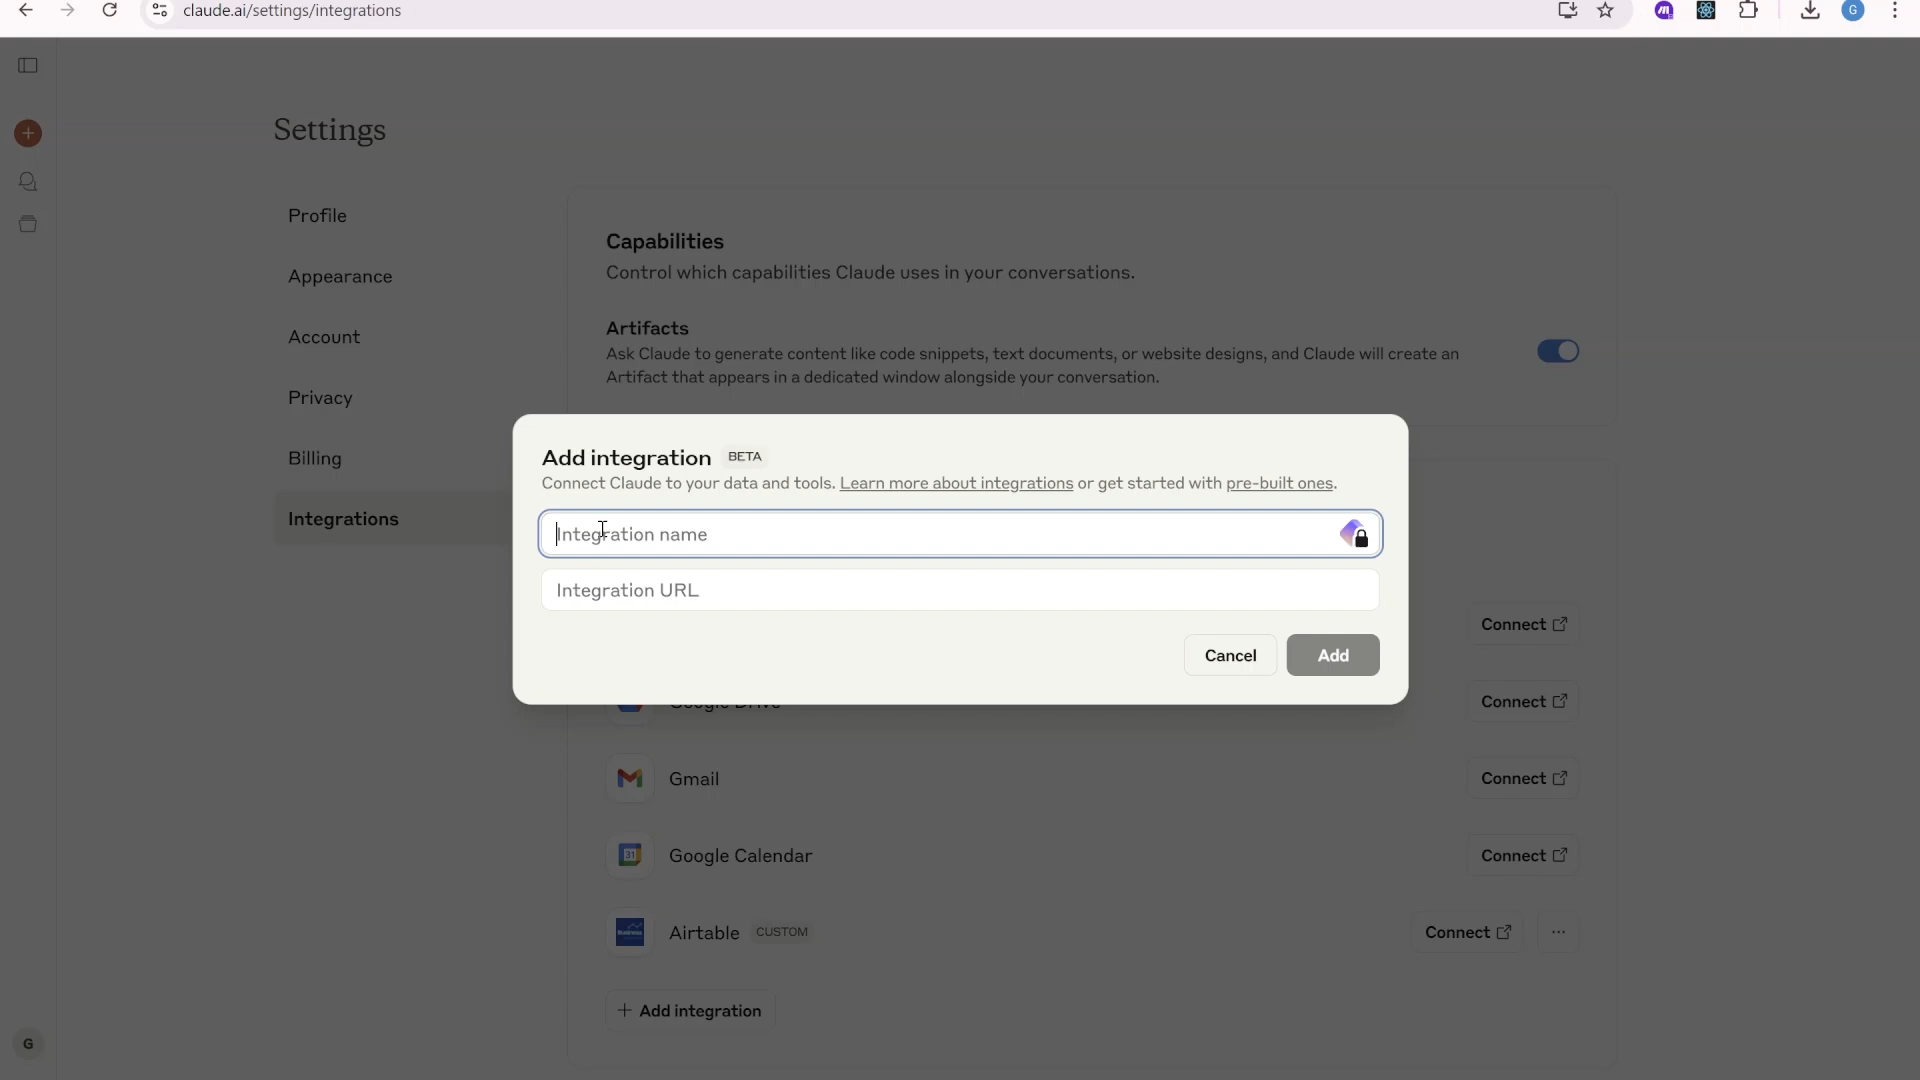 claude.ai/settings/integrations
G
Settings
Profile
Appearance
Account
Privacy
Billing
Integrations
Capabilities
Control which capabilities Claude uses in your conversations.
Artifacts
Ask Claude to generate content like code snippets, text documents, or website designs, and Claude will create an
Artifact that appears in a dedicated window alongside your conversation.
Add integration BETA
Connect Claude to your data and tools. Learn more about integrations or get started with pre-built ones.
Integration name
Integration URL
Cancel
Add
Connect
Google Drive
Connect
Gmail
Connect
31
Google Calendar
Connect
Airtable CUSTOM
Connect
+ Add integration
G